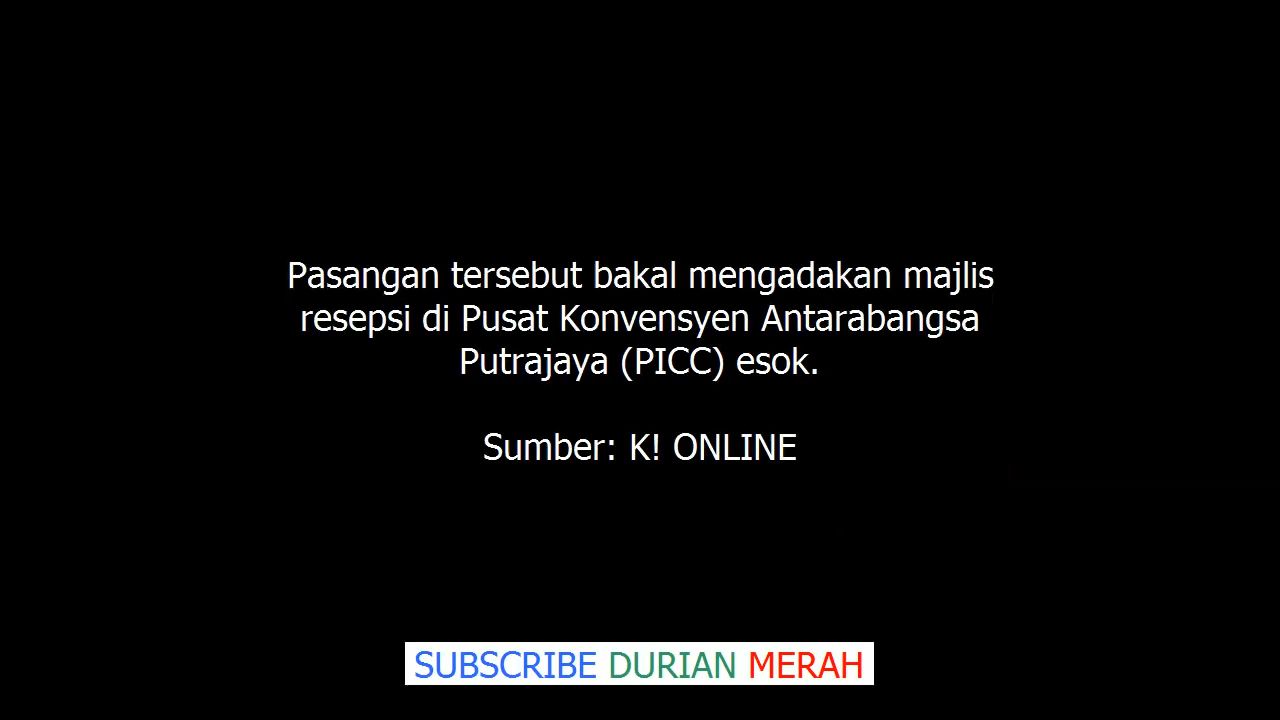 Pasangan tersebut bakal mengadakan majlis
resepsi di Pusat Konvensyen Antarabangsa
Putrajaya (PICC) esok.
Sumber: K! ONLINE
SUBSCRIBE DURIAN MERAH